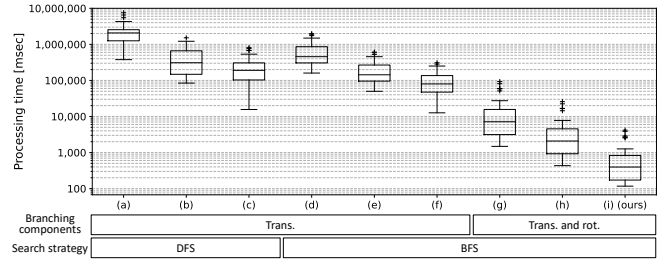 Processing time [msec]
10,000,000
1,000,000
100,000
10,000
1,000
100
(a) (b) (c) (d) (e) (f) (g) (h) (i) (ours)
Branching components Trans. Trans. and rot.
Search strategy DFS BFS